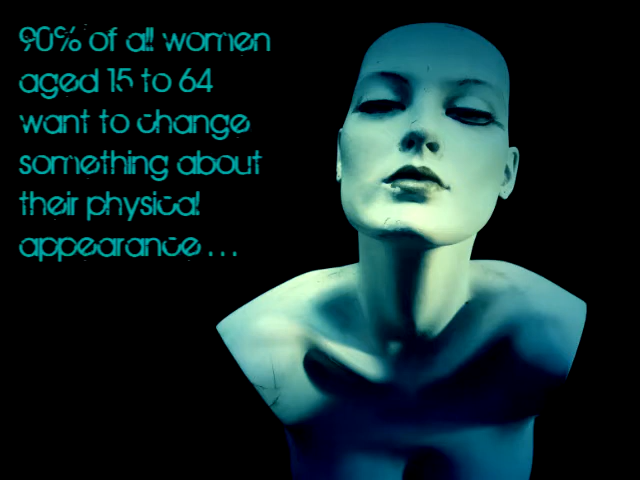 90% of all women
aged 15 to 64
want to change
something about
their physical
appearance...